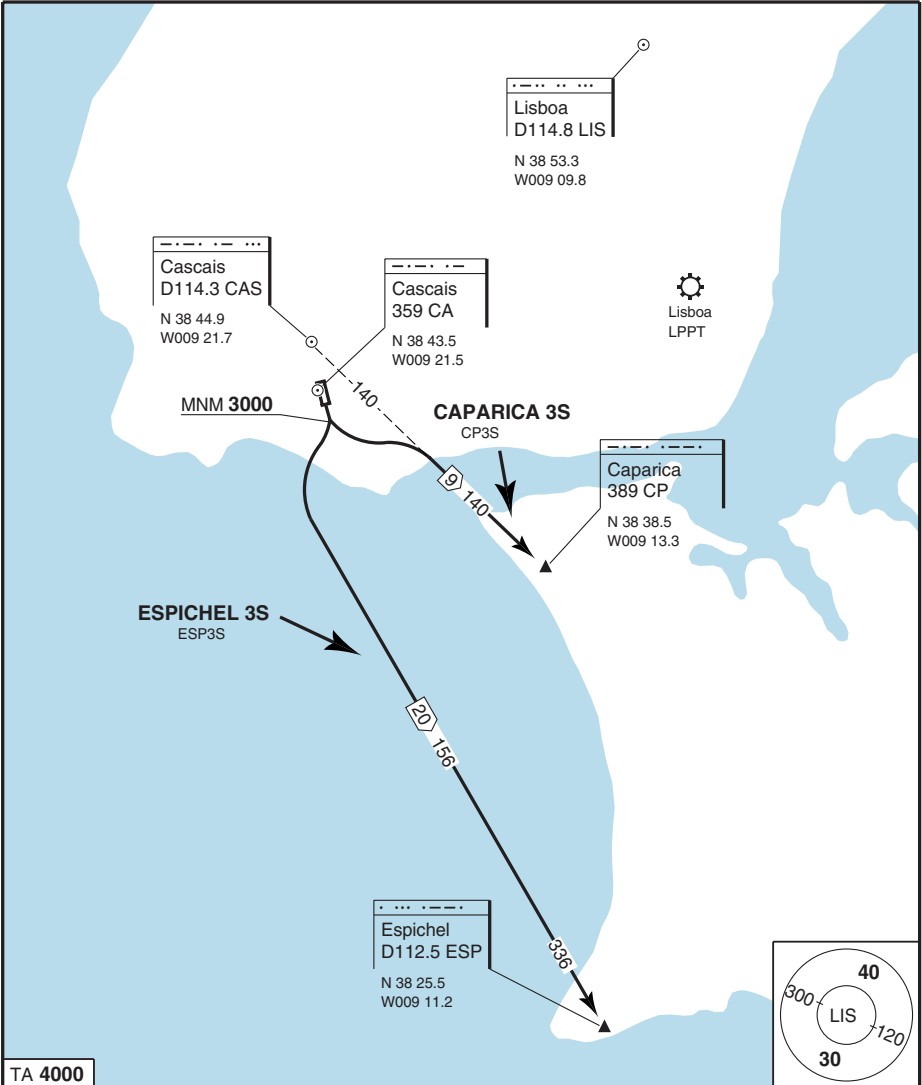 Lisboa
D114.8 LIS
N 38 53.3
W009 09.8
Cascais
D114.3 CAS
N 38 44.9
W009 21.7
Cascais
359 CA
N 38 43.5
W009 21.5
Lisboa
LPPT
MNM 3000
140
CAPARICA 3S
CP3S
Caparica
389 CP
N 38 38.5
W009 13.3
9
140
ESPICHEL 3S
ESP3S
20
156
336
Espichel
D112.5 ESP
N 38 25.5
W009 11.2
40
300
LIS
120
30
TA 4000